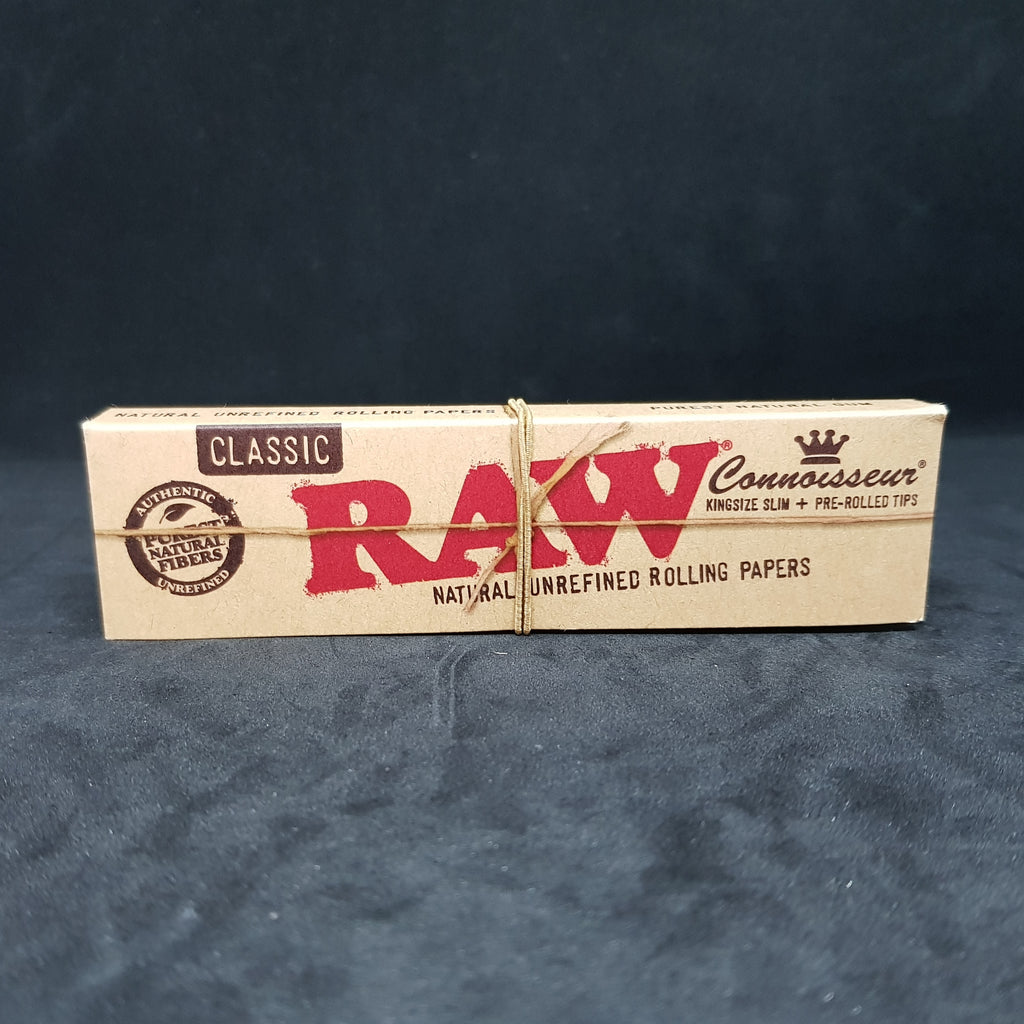 NATURAL UNREFINED ROLLING PAPERS PUREST NATURAL GUM
CLASSIC
AUTHENTIC
PUREST
NATURAL
FIBERS
UNREFINED
RAW®
NATURAL UNREFINED ROLLING PAPERS
Connoisseur®
KINGSIZE SLIM + PRE-ROLLED TIPS